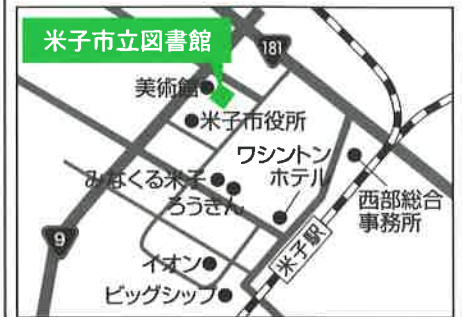 米子市立図書館
181
美術館
米子市役所
ワシントン
ホテル
みなくる米子
ろうきん
西部総合
事務所
9
米子駅
イオン
ビッグシップ